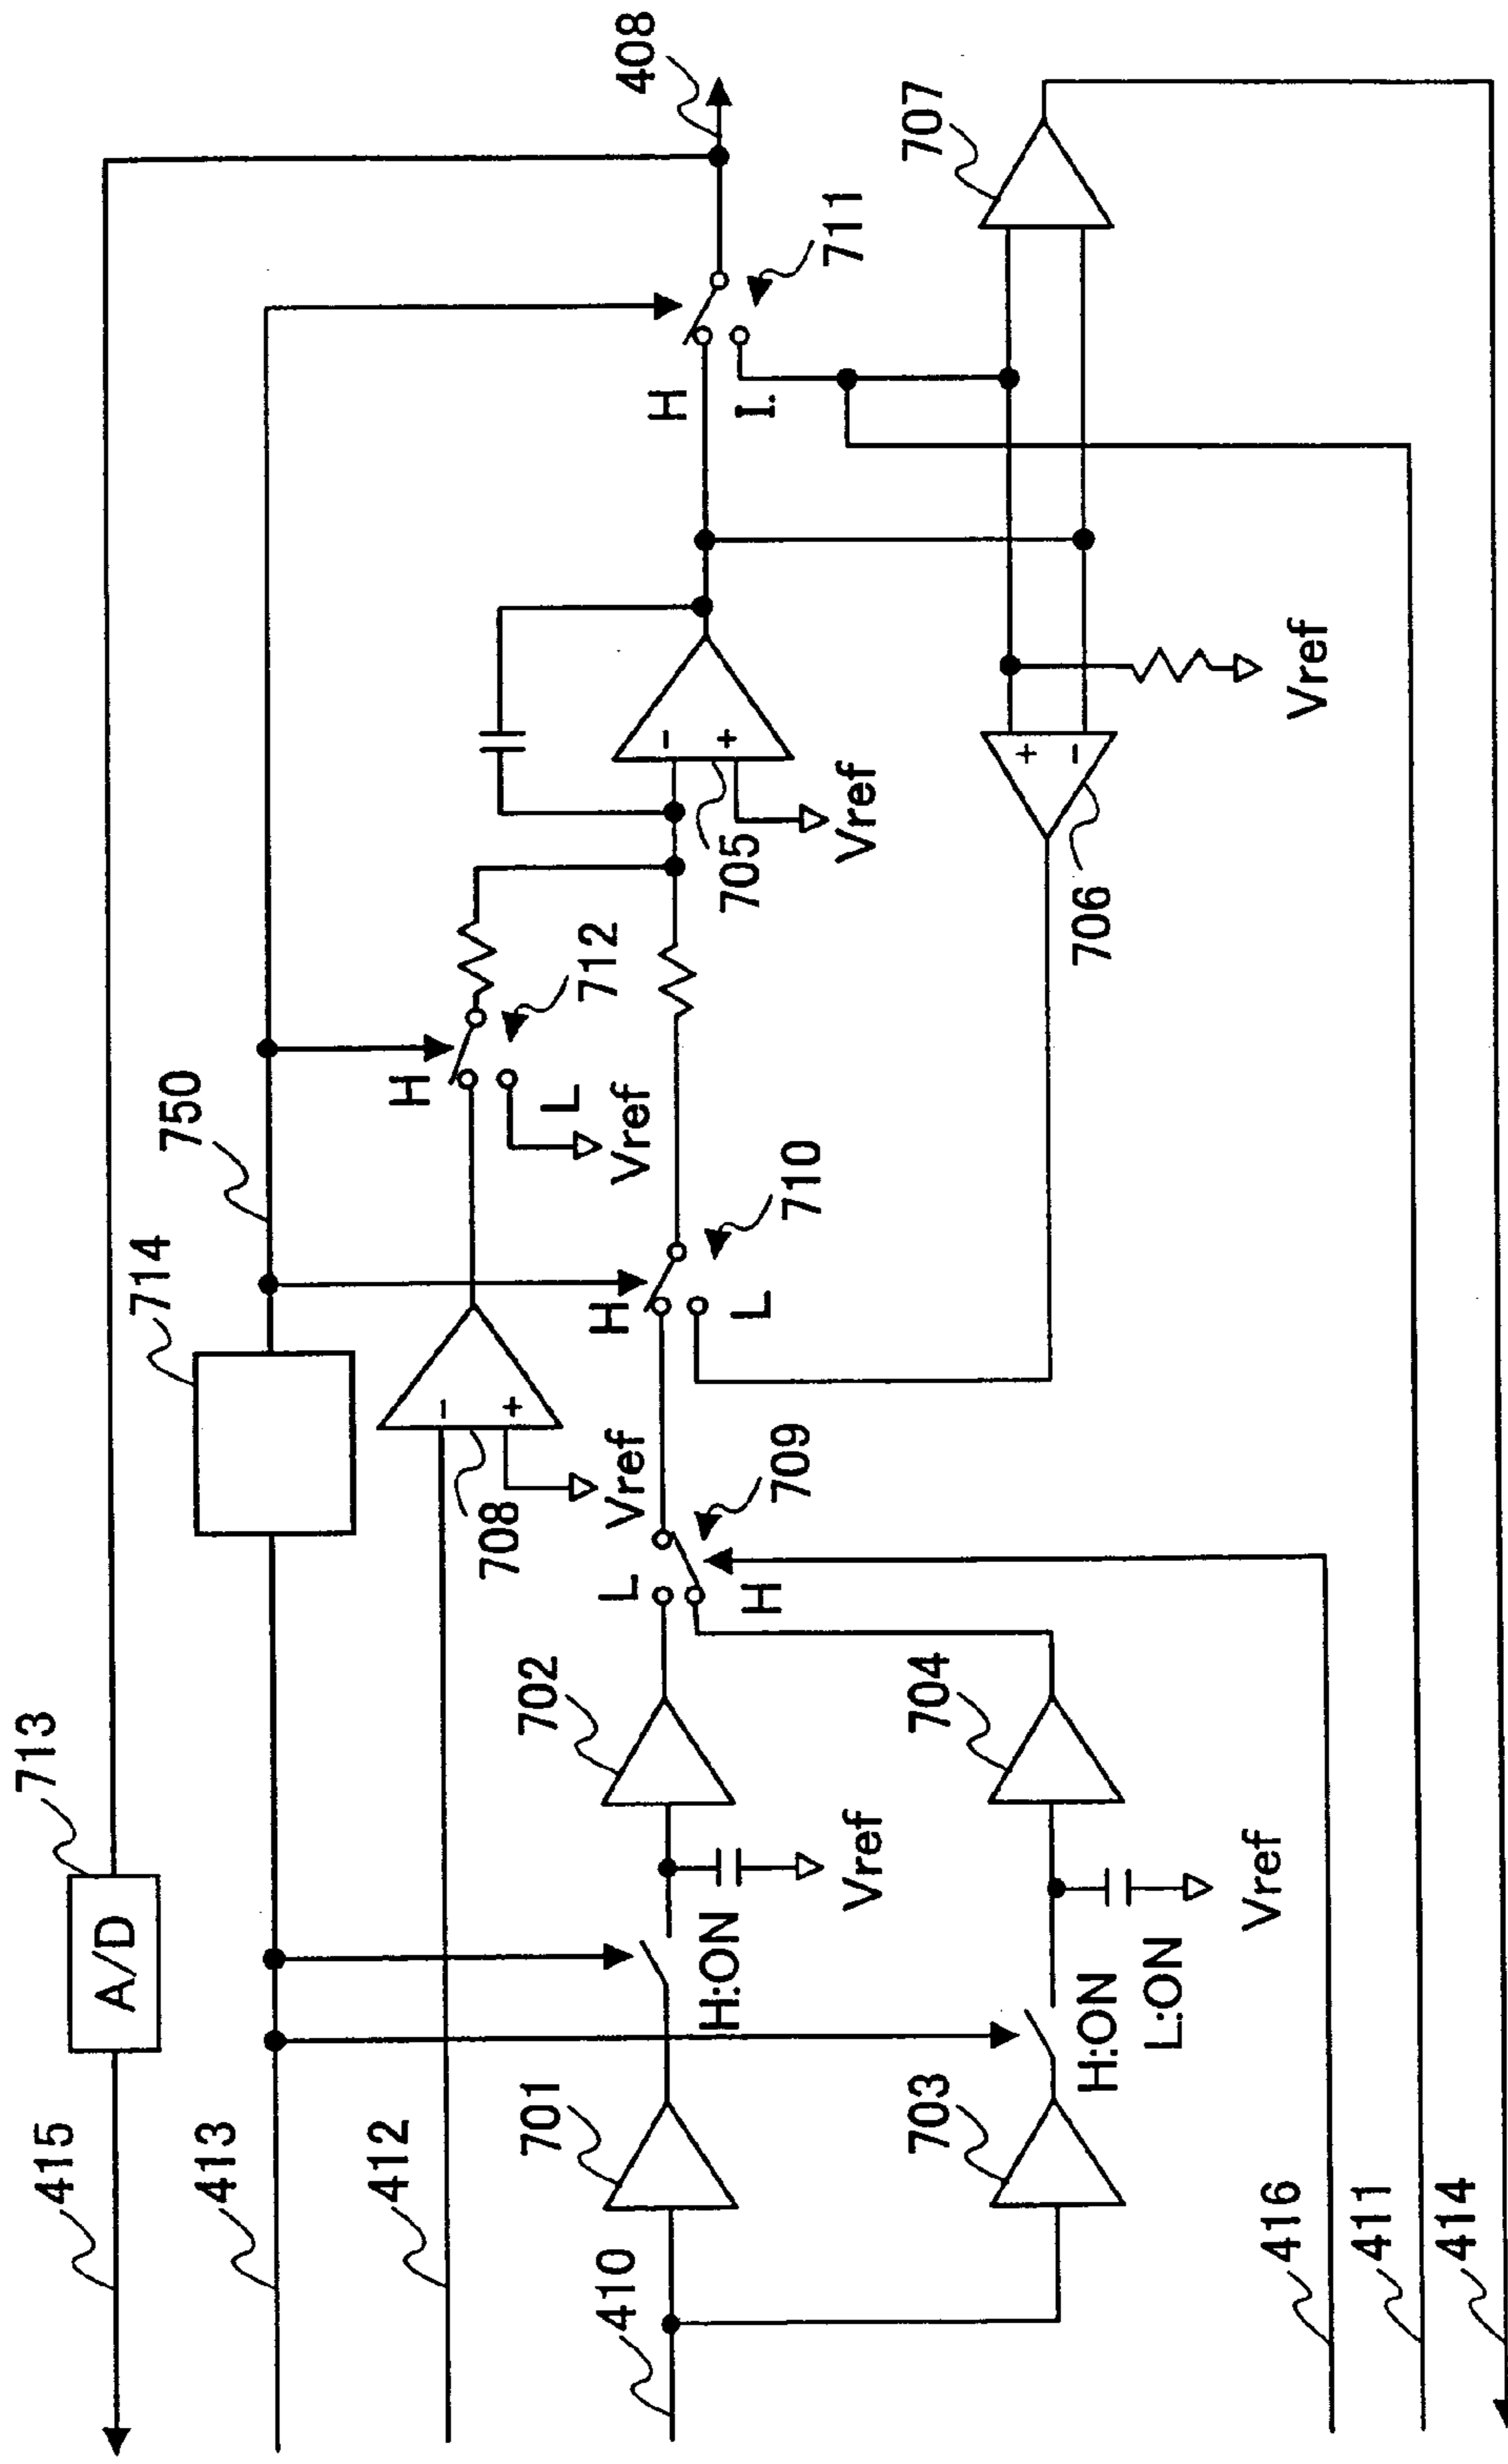 415
713
A/D
413
714
750
412
708
-
+
Vref
H
712
L
Vref
410
701
H:ON
Vref
702
L
709
H
H
710
L
705
-
+
Vref
H
711
I.
408
703
H:ON
L:ON
Vref
704
706
+
-
Vref
707
416
411
414